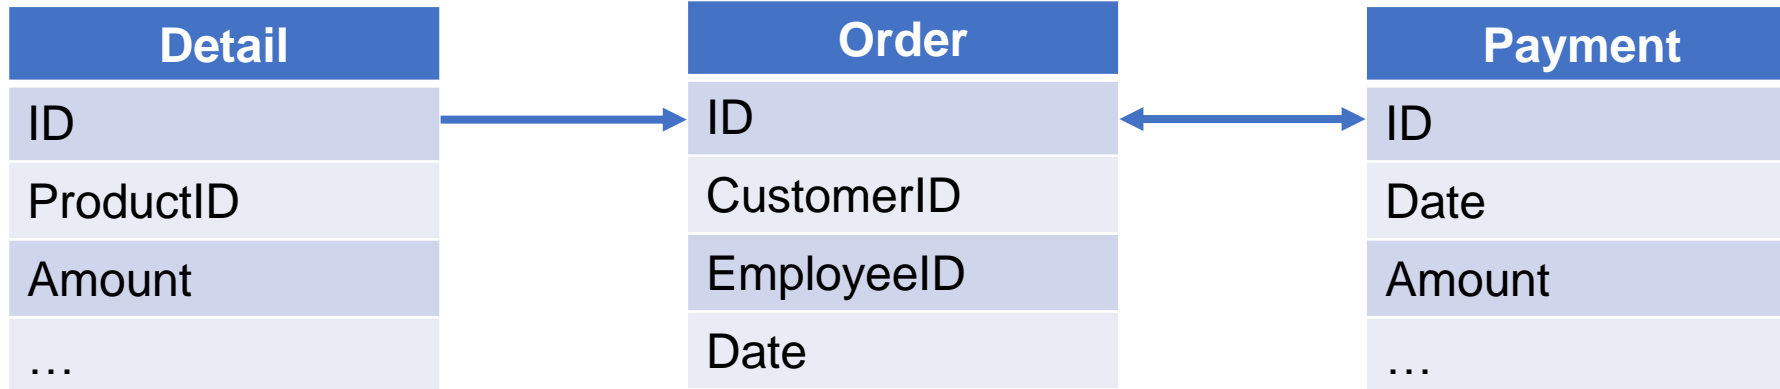 Detail
ID
ProductID
Amount
…
Order
ID
CustomerID
EmployeeID
Date
Payment
ID
Date
Amount
…